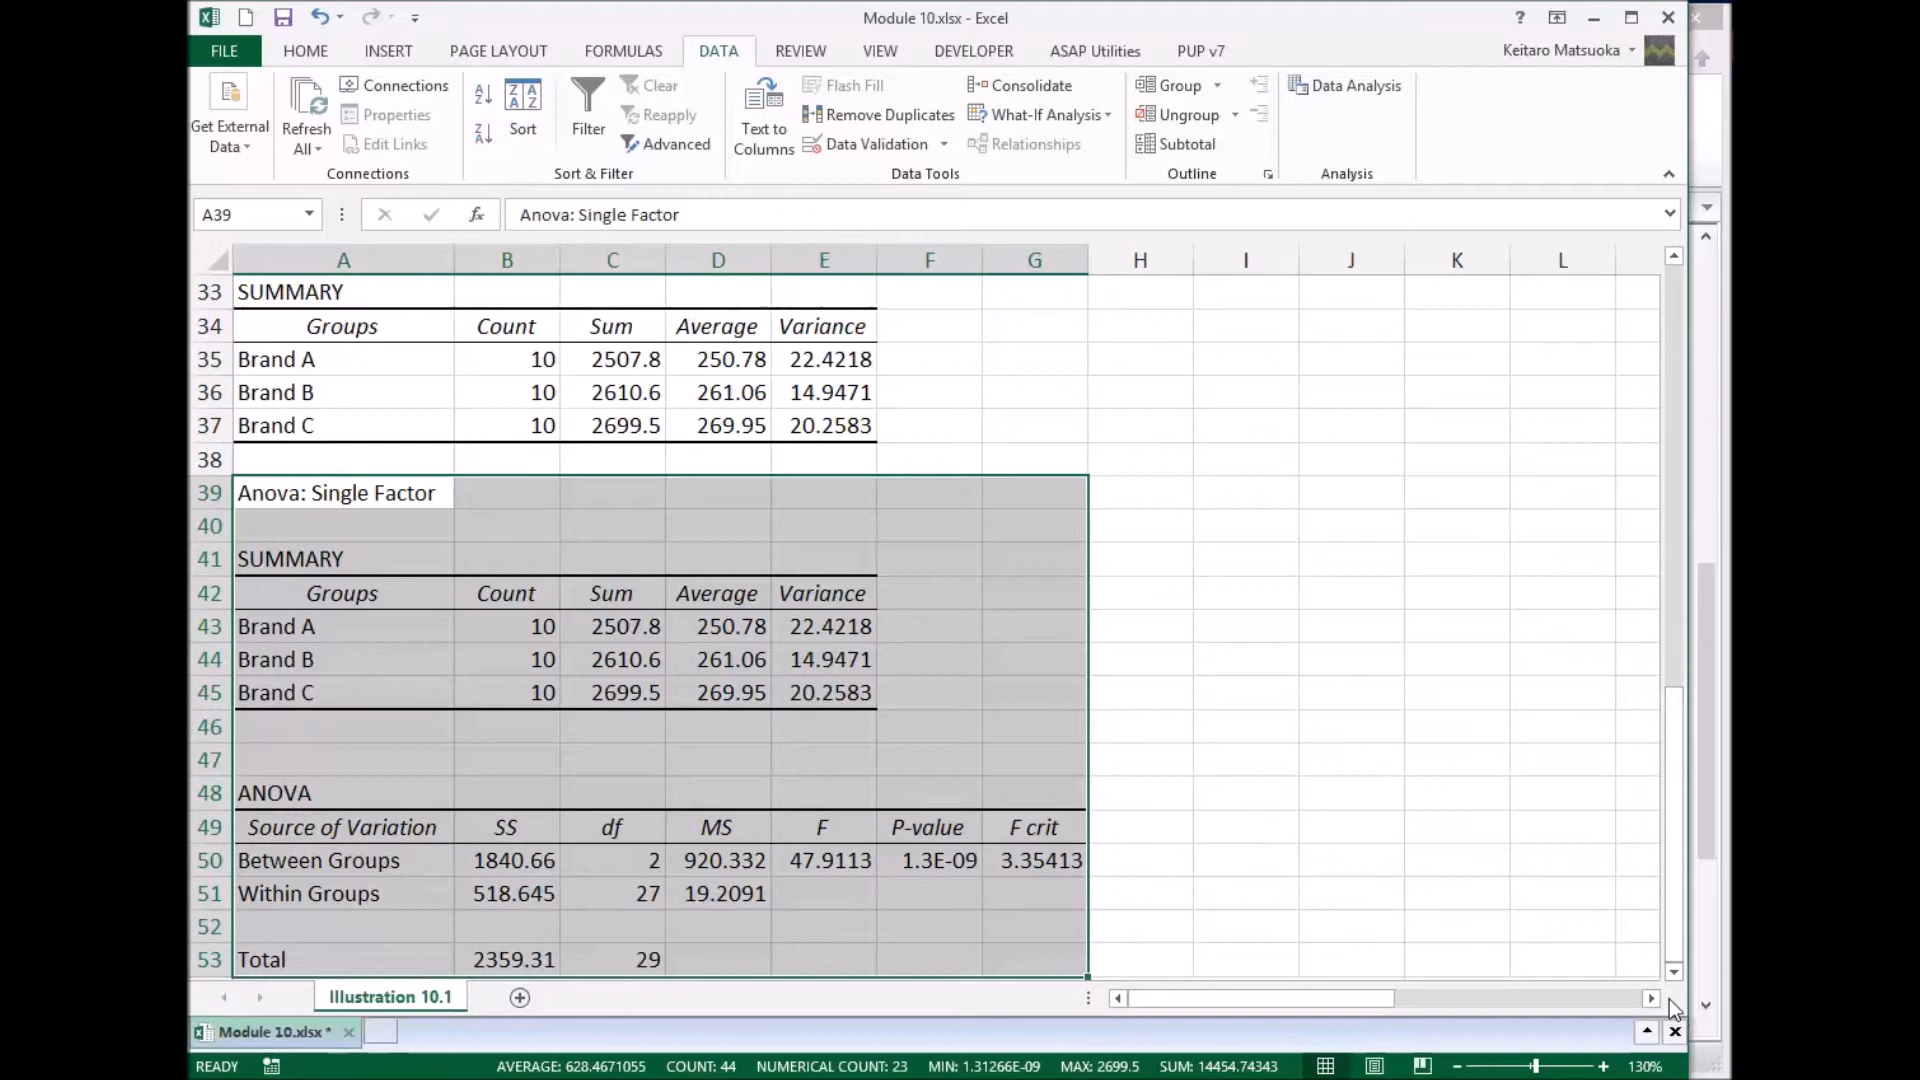 Module 10.xlsx - Excel
FILE HOME INSERT PAGE LAYOUT FORMULAS DATA REVIEW VIEW DEVELOPER ASAP Utilities PUP v7 Keitaro Matsuoka
Get External Data
Refresh All
Connections
Properties
Edit Links
Connections
Sort
Filter
Clear
Reapply
Advanced
Sort & Filter
Text to Columns
Flash Fill
Remove Duplicates
Data Validation
Consolidate
What-If Analysis
Relationships
Data Tools
Group
Ungroup
Subtotal
Outline
Data Analysis
Analysis
A39 fx Anova: Single Factor
A B C D E F G H I J K L
33 SUMMARY
34 Groups Count Sum Average Variance
35 Brand A 10 2507.8 250.78 22.4218
36 Brand B 10 2610.6 261.06 14.9471
37 Brand C 10 2699.5 269.95 20.2583
38
39 Anova: Single Factor
40
41 SUMMARY
42 Groups Count Sum Average Variance
43 Brand A 10 2507.8 250.78 22.4218
44 Brand B 10 2610.6 261.06 14.9471
45 Brand C 10 2699.5 269.95 20.2583
46
47
48 ANOVA
49 Source of Variation SS df MS F P-value F crit
50 Between Groups 1840.66 2 920.332 47.9113 1.3E-09 3.35413
51 Within Groups 518.645 27 19.2091
52
53 Total 2359.31 29
Illustration 10.1
Module 10.xlsx *
READY AVERAGE: 628.4671055 COUNT: 44 NUMERICAL COUNT: 23 MIN: 1.31266E-09 MAX: 2699.5 SUM: 14454.74343 130%